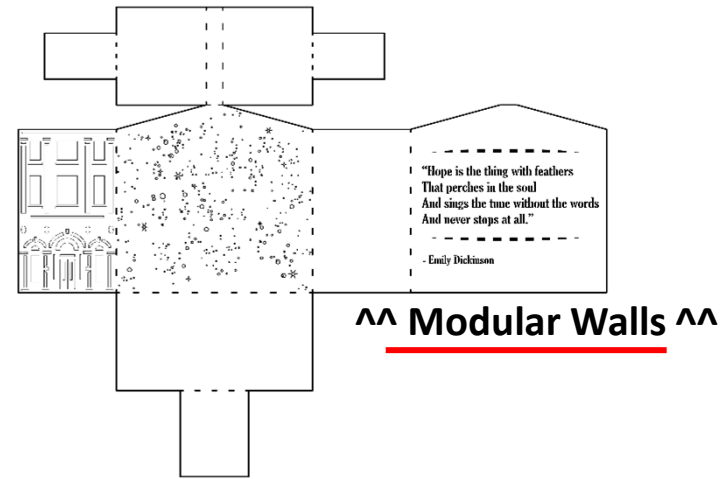 “Hope is the thing with feathers
That perches in the soul
And sings the tune without the words
And never stops at all.”
- Emily Dickinson
^^ Modular Walls ^^